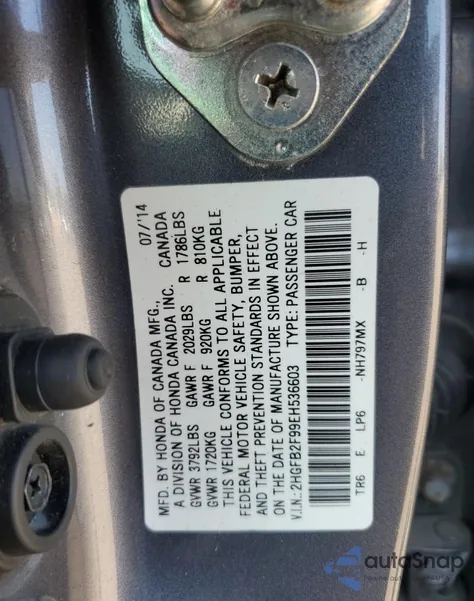 MFD. BY HONDA OF CANADA MFG., 07/'14
A DIVISION OF HONDA CANADA INC. CANADA
GVWR 3792LBS GAWR F 2029LBS R 1786LBS
GVWR 1720KG GAWR F 920KG R 810KG
THIS VEHICLE CONFORMS TO ALL APPLICABLE
FEDERAL MOTOR VEHICLE SAFETY, BUMPER,
AND THEFT PREVENTION STANDARDS IN EFFECT
ON THE DATE OF MANUFACTURE SHOWN ABOVE.
V.I.N.: 2HGFB2F99EH536603 TYPE: PASSENGER CAR
TR6 E LP6 -NH797MX -B -H
autoSnap